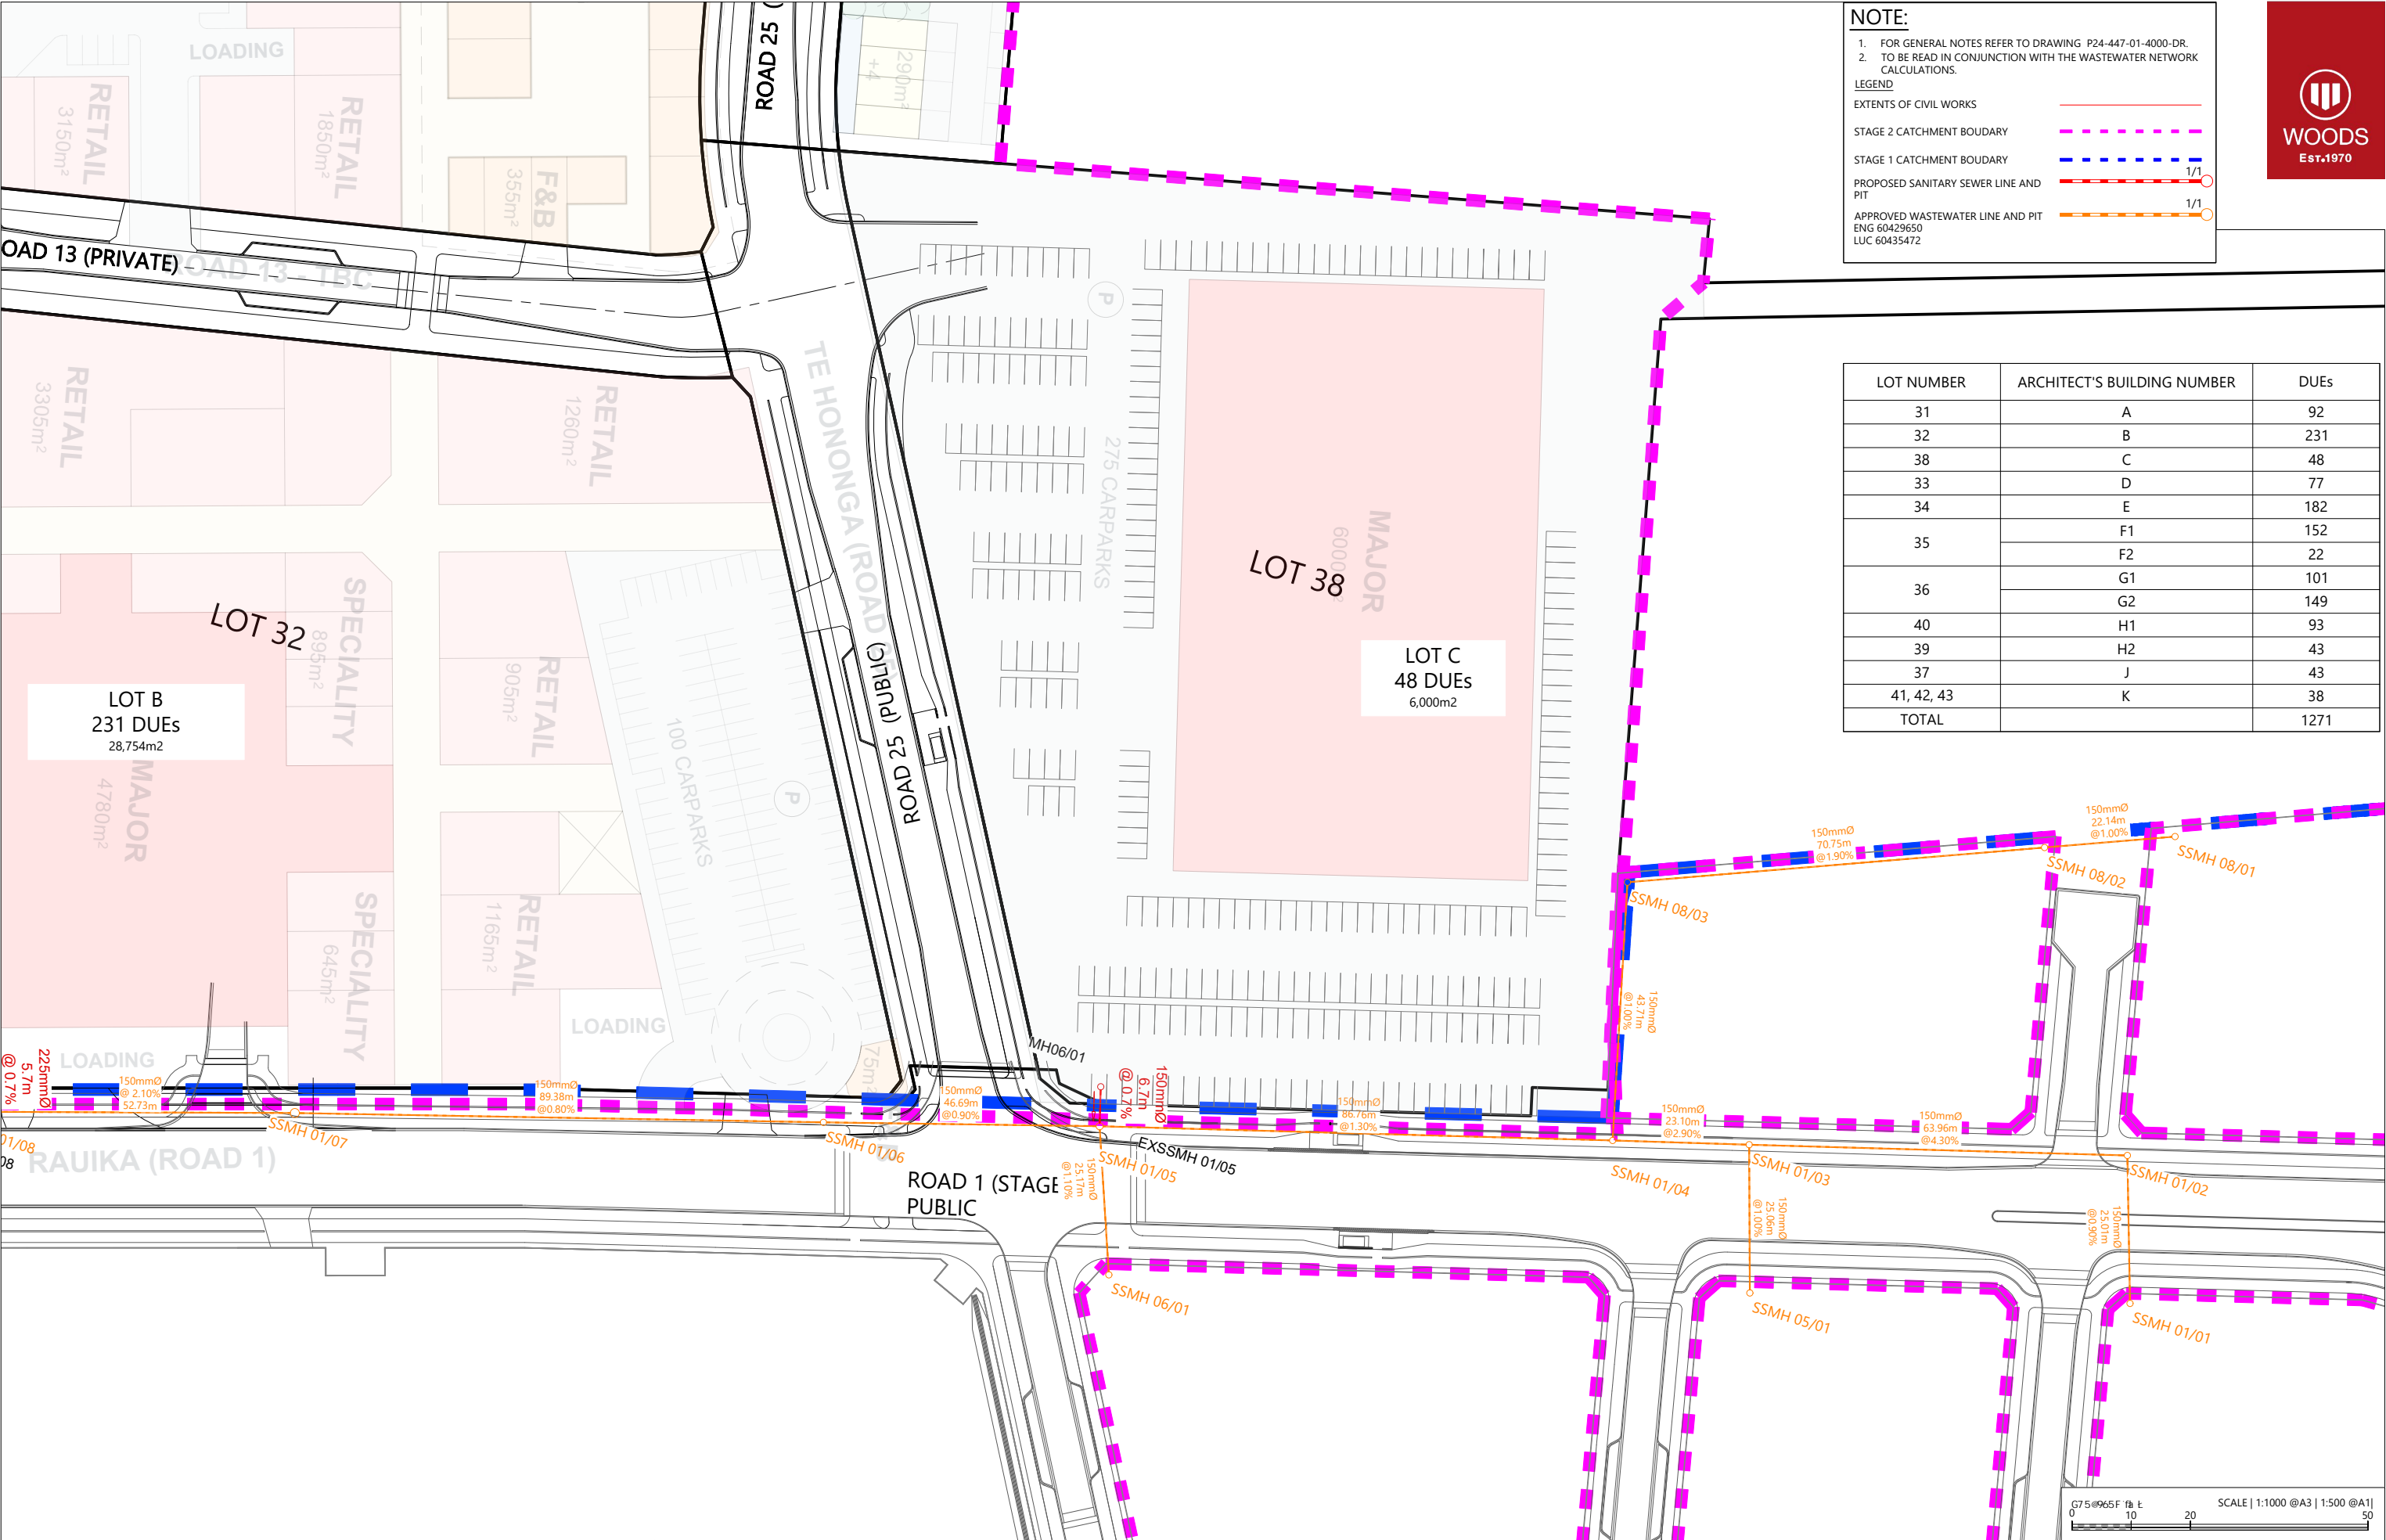 NOTE:
1. FOR GENERAL NOTES REFER TO DRAWING P24-447-01-4000-DR.
2. TO BE READ IN CONJUNCTION WITH THE WASTEWATER NETWORK
CALCULATIONS.
LEGEND
EXTENTS OF CIVIL WORKS
STAGE 2 CATCHMENT BOUDARY
STAGE 1 CATCHMENT BOUDARY
PROPOSED SANITARY SEWER LINE AND
PIT
1/1
APPROVED WASTEWATER LINE AND PIT
ENG 60429650
LUC 60435472
1/1
WOODS
EST.1970
LOT NUMBER ARCHITECT'S BUILDING NUMBER DUEs
31 A 92
32 B 231
38 C 48
33 D 77
34 E 182
35 F1 152
F2 22
36 G1 101
G2 149
40 H1 93
39 H2 43
37 J 43
41, 42, 43 K 38
TOTAL 1271
LOADING
RETAIL
3150m2
RETAIL
1850m2
F&B
355m2
ROAD 25 (
290m2
+4
OAD 13 (PRIVATE)
ROAD 13 - TBC
RETAIL
3305m2
RETAIL
1260m2
TE HONONGA (ROAD
ROAD 25 (PUBLIC)
P
275 CARPARKS
MAJOR
LOT 38
LOT C
48 DUEs
6,000m2
LOT 32
SPECIALITY
895m2
RETAIL
905m2
LOT B
231 DUEs
28,754m2
MAJOR
4780m2
100 CARPARKS
P
SPECIALITY
645m2
RETAIL
1165m2
LOADING
LOADING
75m2
225mmØ
5.7m
@ 0.7%
150mmØ
@ 2.10%
52.73m
150mmØ
89.38m
@0.80%
150mmØ
46.69m
@0.90%
MH06/01
150mmØ
6.7m
@ 0.7%
150mmØ
86.76m
@1.30%
150mmØ
23.10m
@2.90%
150mmØ
63.96m
@4.30%
150mmØ
43.71m
@1.00%
150mmØ
70.75m
@1.90%
150mmØ
22.14m
@1.00%
SSMH 08/01
SSMH 08/02
SSMH 08/03
01/08
08
SSMH 01/07
SSMH 01/06
SSMH 01/05
EXSSMH 01/05
SSMH 01/04
SSMH 01/03
SSMH 01/02
RAUIKA (ROAD 1)
ROAD 1 (STAGE
PUBLIC
150mmØ
25.17m
@1.10%
150mmØ
25.06m
@1.00%
150mmØ
25.01m
@0.90%
SSMH 06/01
SSMH 05/01
SSMH 01/01
SCALE | 1:1000 @A3 | 1:500 @A1|
0 10 20 50